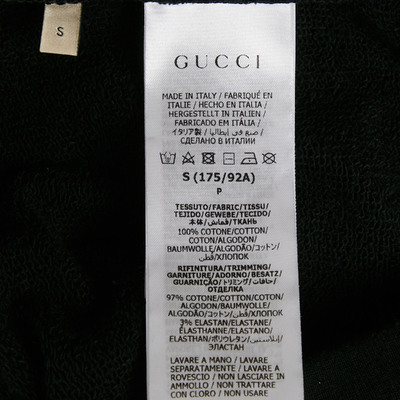 S
GUCCI
MADE IN ITALY / FABRIQUÉ EN
ITALIE / HECHO EN ITALIA /
HERGESTELLT IN ITALIEN /
FABRICADO EM ITÁLIA /
イタリア製 / صنع في إيطاليا /
СДЕЛАНО В ИТАЛИИ
S (175/92A)
P
TESSUTO/FABRIC/TISSU/
TEJIDO/GEWEBE/TECIDO/
本体/قماش/ТКАНЬ
100% COTONE/COTTON/
COTON/ALGODON/
BAUMWOLLE/ALGODÃO/コットン/
قطن/ХЛОПОК
RIFINITURA/TRIMMING/
GARNITURE/ADORNO/BESATZ/
GUARNIÇÃO/トリミング/حافات/
ОТДЕЛКА
97% COTONE/COTTON/COTON/
ALGODON/BAUMWOLLE/
ALGODÃO/コットン/قطن/ХЛОПОК
3% ELASTAN/ELASTANE/
ELASTHANNE/ELASTANO/
ELASTHAN/ポリウレタン/إيلاستين/
ЭЛАСТАН
LAVARE A MANO / LAVARE
SEPARATAMENTE / LAVARE A
ROVESCIO / NON LASCIARE IN
AMMOLLO / NON TRATTARE
CON CLORO / NON USARE